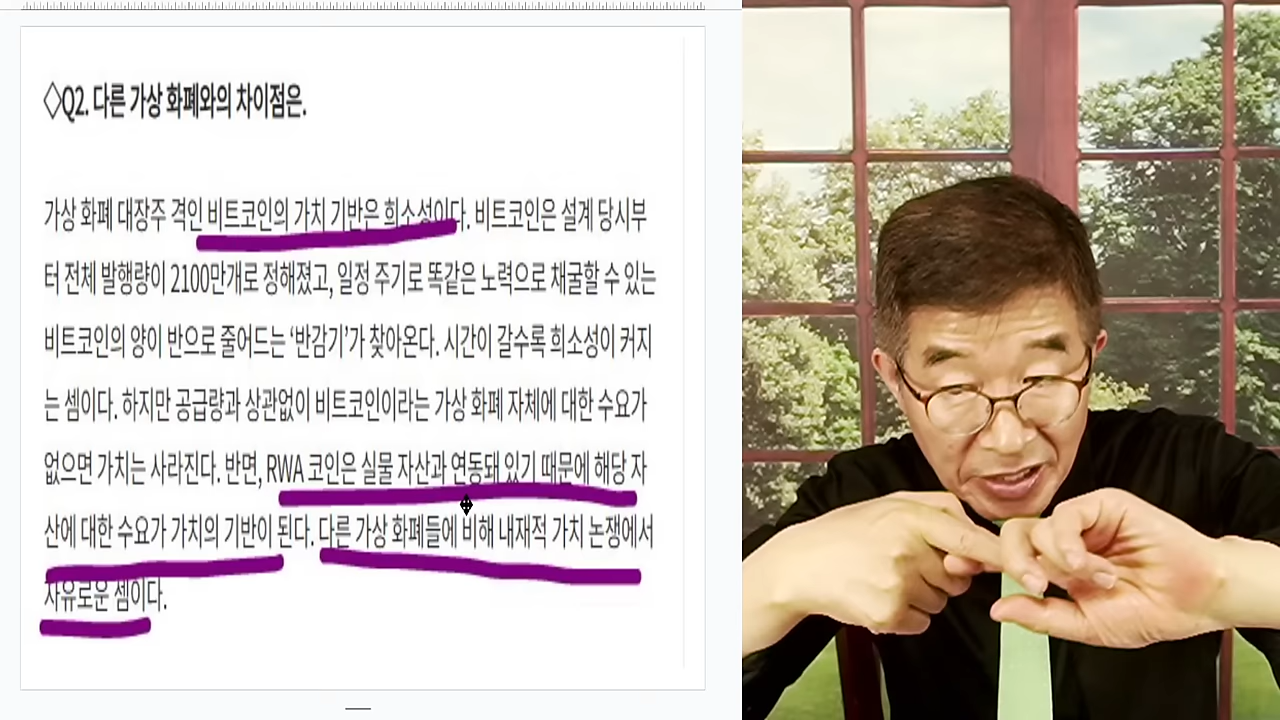 ◇Q2. 다른 가상 화폐와의 차이점은.
가상 화폐 대장주 격인 비트코인의 가치 기반은 희소성이다. 비트코인은 설계 당시부
터 전체 발행량이 2100만개로 정해졌고, 일정 주기로 똑같은 노력으로 채굴할 수 있는
비트코인의 양이 반으로 줄어드는 ‘반감기’가 찾아온다. 시간이 갈수록 희소성이 커지
는 셈이다. 하지만 공급량과 상관없이 비트코인이라는 가상 화폐 자체에 대한 수요가
없으면 가치는 사라진다. 반면, RWA 코인은 실물 자산과 연동돼 있기 때문에 해당 자
산에 대한 수요가 가치의 기반이 된다. 다른 가상 화폐들에 비해 내재적 가치 논쟁에서
자유로운 셈이다.